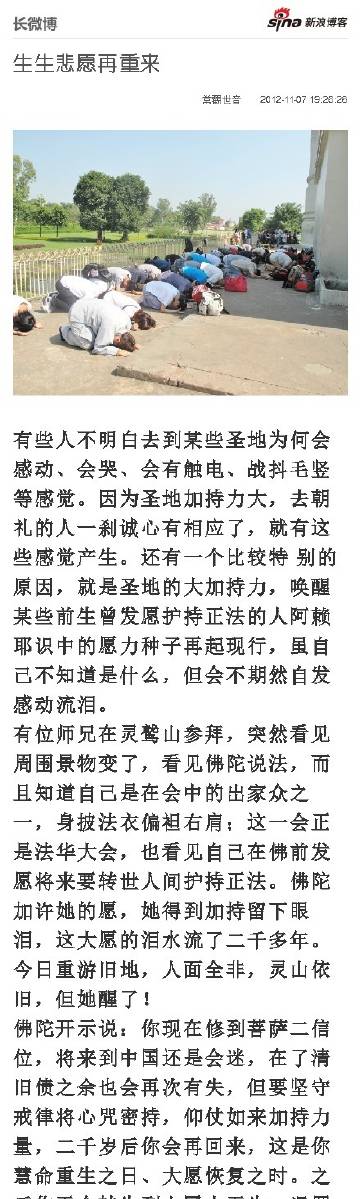 长微博
sina 新浪博客
生生悲愿再重来
2012-11-07 19:26:26
有些人不明白去到某些圣地为何会
感动、会哭、会有触电、战抖毛竖
等感觉。因为圣地加持力大，去朝
礼的人一刹诚心有相应了，就有这
些感觉产生。还有一个比较特 别的
原因，就是圣地的大加持力，唤醒
某些前生曾发愿护持正法的人阿赖
耶识中的愿力种子再起现行，虽自
己不知道是什么，但会不期然自发
感动流泪。
有位师兄在灵鹫山参拜，突然看见
周围景物变了，看见佛陀说法，而
且知道自己是在会中的出家众之
一，身披法衣偏袒右肩；这一会正
是法华大会，也看见自己在佛前发
愿将来要转世人间护持正法。佛陀
加许她的愿，她得到加持留下眼
泪，这大愿的泪水流了二千多年。
今日重游旧地，人面全非，灵山依
旧，但她醒了！
佛陀开示说：你现在修到菩萨二信
位，将来到中国还是会迷，在了清
旧债之余也会再次有失，但要坚守
戒律将心咒密持，仰仗如来加持力
量，二千岁后你会再回来，这是你
慧命重生之日、大愿恢复之时。之